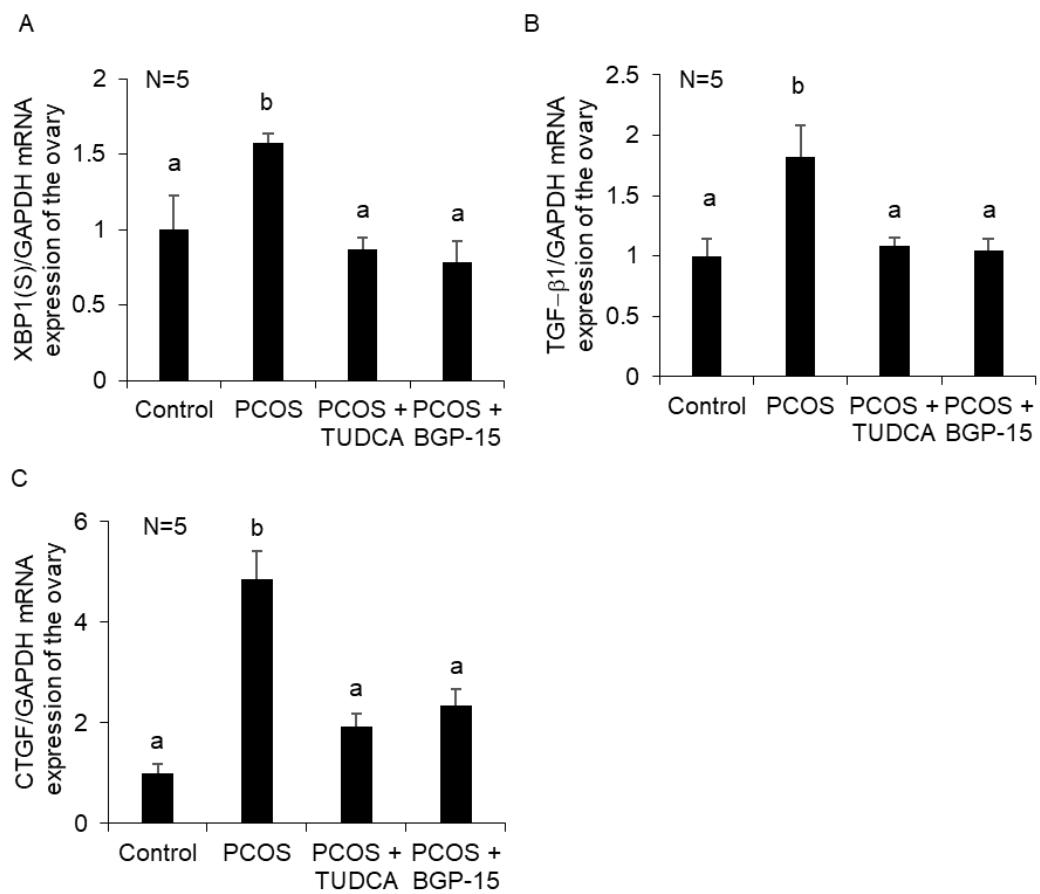 A
XBP1(S)/GAPDH mRNA
expression of the ovary
N=5
2
1.5
1
0.5
0
a
b
a
a
Control
PCOS
PCOS +
TUDCA
PCOS +
BGP-15
B
TGF-β1/GAPDH mRNA
expression of the ovary
N=5
2.5
2
1.5
1
0.5
0
a
b
a
a
Control
PCOS
PCOS +
TUDCA
PCOS +
BGP-15
C
CTGF/GAPDH mRNA
expression of the ovary
N=5
6
4
2
0
a
b
a
a
Control
PCOS
PCOS +
TUDCA
PCOS +
BGP-15